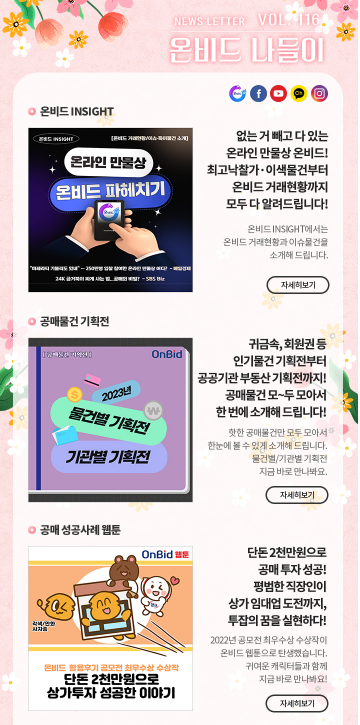 NEWS LETTER VOL. 116
온비드 나들이
온비드 INSIGHT
온비드 INSIGHT
[온비드 거래현황/이슈·특이물건 소개]
온라인 만물상
온비드 파헤치기
없는 거 빼고 다 있는
온라인 만물상 온비드!
최고낙찰가·이색물건부터
온비드 거래현황까지
모두 다 알려드립니다!
온비드 INSIGHT에서는
온비드 거래현황과 이슈물건을
소개해 드립니다.
자세히보기
공매물건 기획전
[ 공매물건 기획전 ]
OnBid
2023년
물건별 기획전
기관별 기획전
귀금속, 회원권 등
인기물건 기획전부터
공공기관 부동산 기획전까지!
공매물건 모~두 모아서
한 번에 소개해 드립니다!
핫한 공매물건만 모두 모아서
한눈에 볼 수 있게 소개해 드립니다.
물건별/기관별 기획전
지금 바로 만나봐요.
자세히보기
공매 성공사례 웹툰
OnBid 웹툰
각색/만화
서자씨
온비드 활용후기 공모전 최우수상 수상작
단돈 2천만원으로
상가투자 성공한 이야기
단돈 2천만원으로
공매 투자 성공!
평범한 직장인이
상가 임대업 도전까지,
투잡의 꿈을 실현하다!
2022년 공모전 최우수상 수상작이
온비드 웹툰으로 탄생했습니다.
귀여운 캐릭터들과 함께
지금 바로 만나봐요!
자세히보기